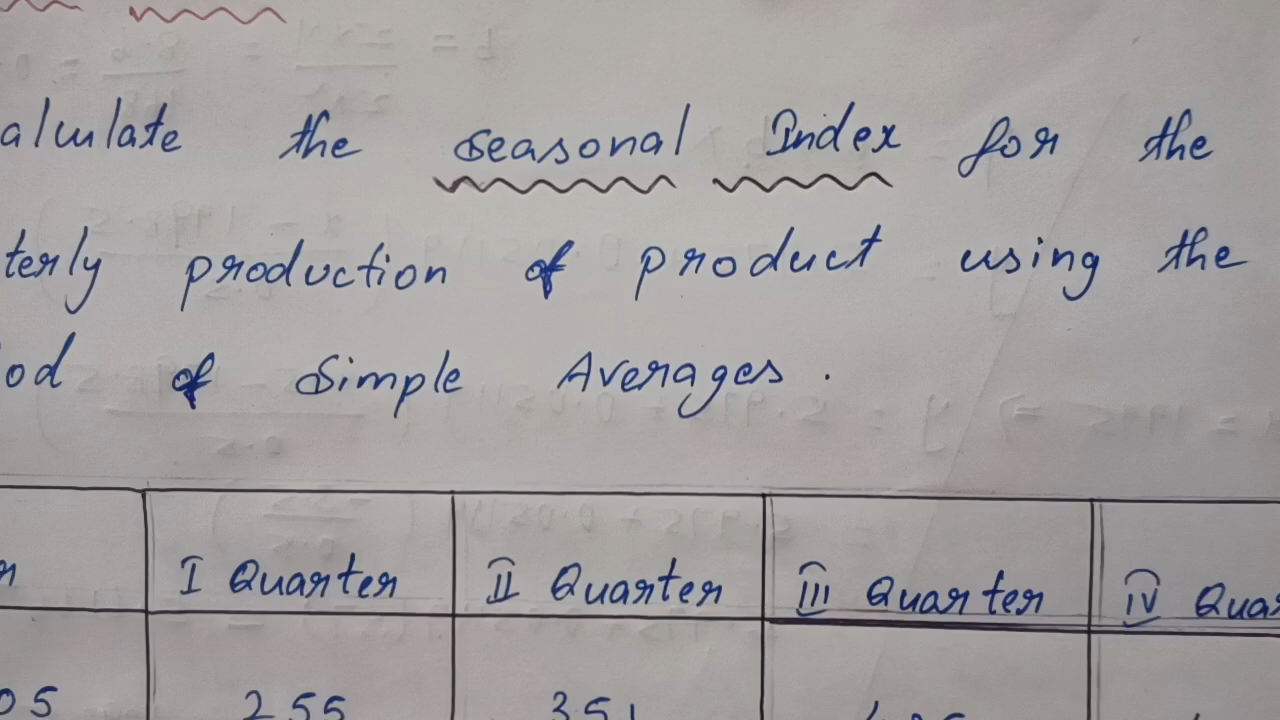 alculate the seasonal Index for the
terly production of product using the
od of Simple Averages.
I Quarter II Quarter III Quarter IV Quar
05 255 351